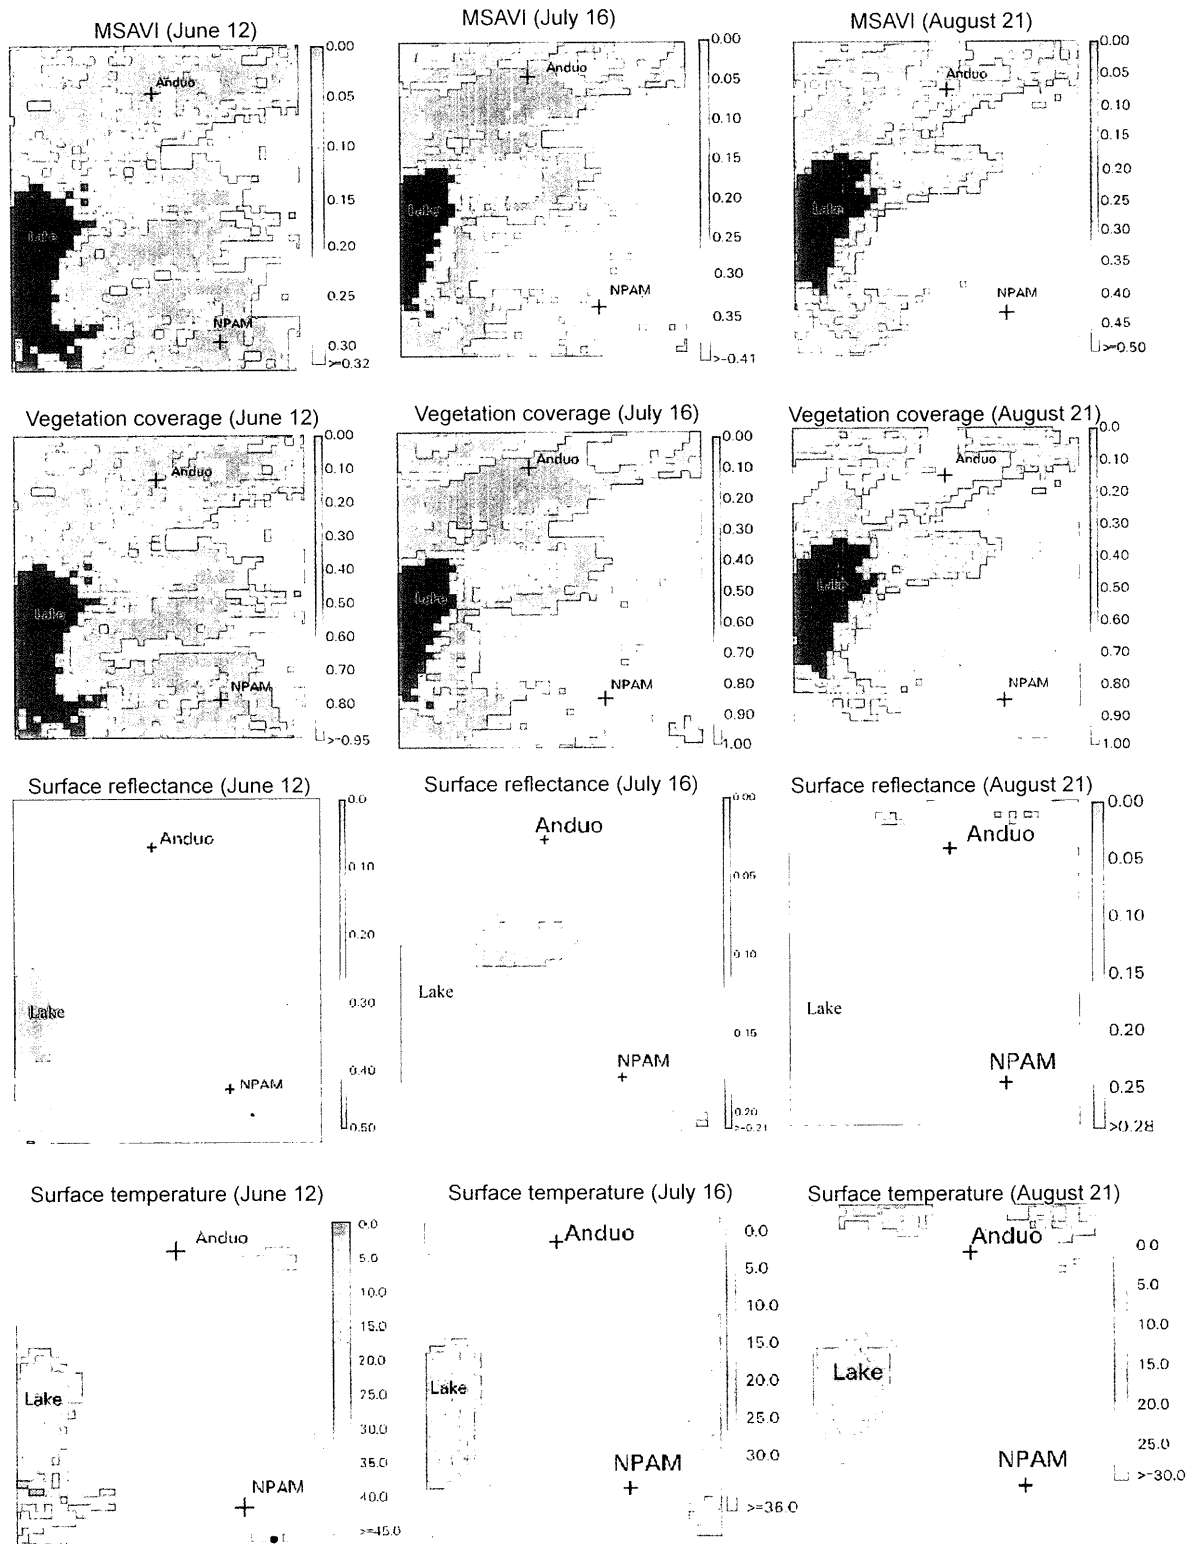 MSAVI (June 12)
0.00
0.05
0.10
0.15
0.20
0.25
0.30
>=0.32
Anduo
Lake
NPAM
MSAVI (July 16)
0.00
0.05
0.10
0.15
0.20
0.25
0.30
0.35
>-0.41
Anduo
Lake
NPAM
MSAVI (August 21)
0.00
0.05
0.10
0.15
0.20
0.25
0.30
0.35
0.40
0.45
>=0.50
Anduo
Lake
NPAM
Vegetation coverage (June 12)
0.00
0.10
0.20
0.30
0.40
0.50
0.60
0.70
0.80
>-0.95
Anduo
Lake
NPAM
Vegetation coverage (July 16)
0.00
0.10
0.20
0.30
0.40
0.50
0.60
0.70
0.80
0.90
1.00
Anduo
Lake
NPAM
Vegetation coverage (August 21)
0.0
0.10
0.20
0.30
0.40
0.50
0.60
0.70
0.80
0.90
1.00
Anduo
Lake
NPAM
Surface reflectance (June 12)
0.0
0.10
0.20
0.30
0.40
0.50
Anduo
Lake
NPAM
Surface reflectance (July 16)
0.00
0.05
0.10
0.15
0.20
>=0.21
Anduo
Lake
NPAM
Surface reflectance (August 21)
0.00
0.05
0.10
0.15
0.20
0.25
>0.28
Anduo
Lake
NPAM
Surface temperature (June 12)
0.0
5.0
10.0
15.0
20.0
25.0
30.0
35.0
40.0
>=45.0
Anduo
Lake
NPAM
Surface temperature (July 16)
0.0
5.0
10.0
15.0
20.0
25.0
30.0
>=36.0
Anduo
Lake
NPAM
Surface temperature (August 21)
0.0
5.0
10.0
15.0
20.0
25.0
>-30.0
Anduo
Lake
NPAM